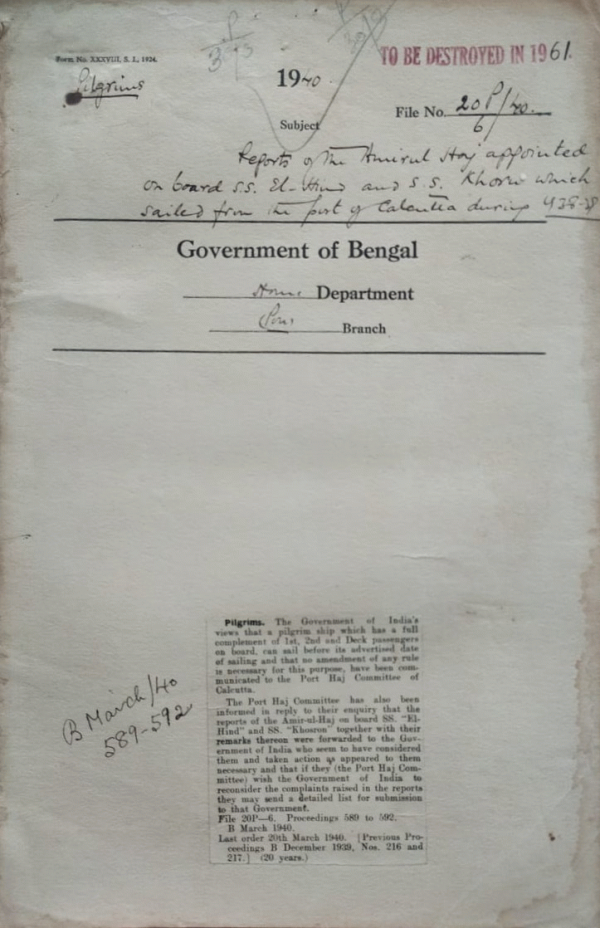 Form No. XXXVIII, S. I., 1924.
TO BE DESTROYED IN 1961.
Pilgrims
1940.
File No. 20P/40.
6
Subject
Reports of the Amirul Haj appointed
on board S.S. El-Hind and S.S. Khosru which
sailed from the port of Calcutta during 1938-39
Government of Bengal
Home Department
Branch
Pilgrims. The Government of India's
views that a pilgrim ship which has a full
complement of 1st, 2nd and Deck passengers
on board, can sail before its advertised date
of sailing and that no amendment of any rule
is necessary for this purpose, have been com-
municated to the Port Haj Committee of
Calcutta.
The Port Haj Committee has also been
informed in reply to their enquiry that the
reports of the Amir-ul-Haj on board SS. "El-
Hind" and SS. "Khosrou" together with their
remarks thereon were forwarded to the Gov-
ernment of India who seem to have considered
them and taken action as appeared to them
necessary and that if they (the Port Haj Com-
mittee) wish the Government of India to
reconsider the complaints raised in the reports
they may send a detailed list for submission
to that Government.
File 20P—6. Proceedings 589 to 592.
B March 1940.
Last order 20th March 1940. [Previous Pro-
ceedings B December 1939, Nos. 216 and
217.] (20 years.)
B March/40
589-592